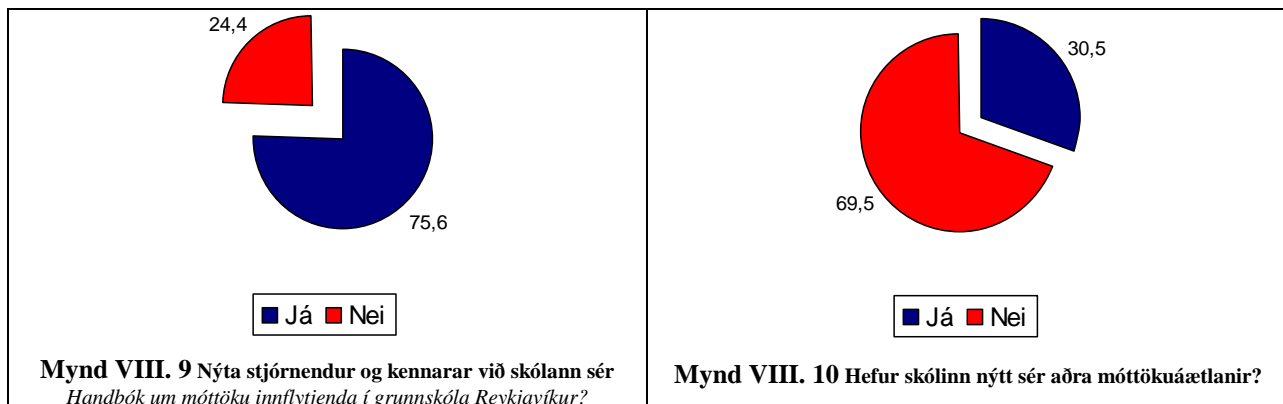 24,4
75,6
Já Nei
Mynd VIII. 9 Nýta stjórnendur og kennarar við skólann sér
Handbók um móttöku innflytjenda í grunnskóla Reykjavíkur?
30,5
69,5
Já Nei
Mynd VIII. 10 Hefur skólinn nýtt sér aðra móttökuáætlanir?